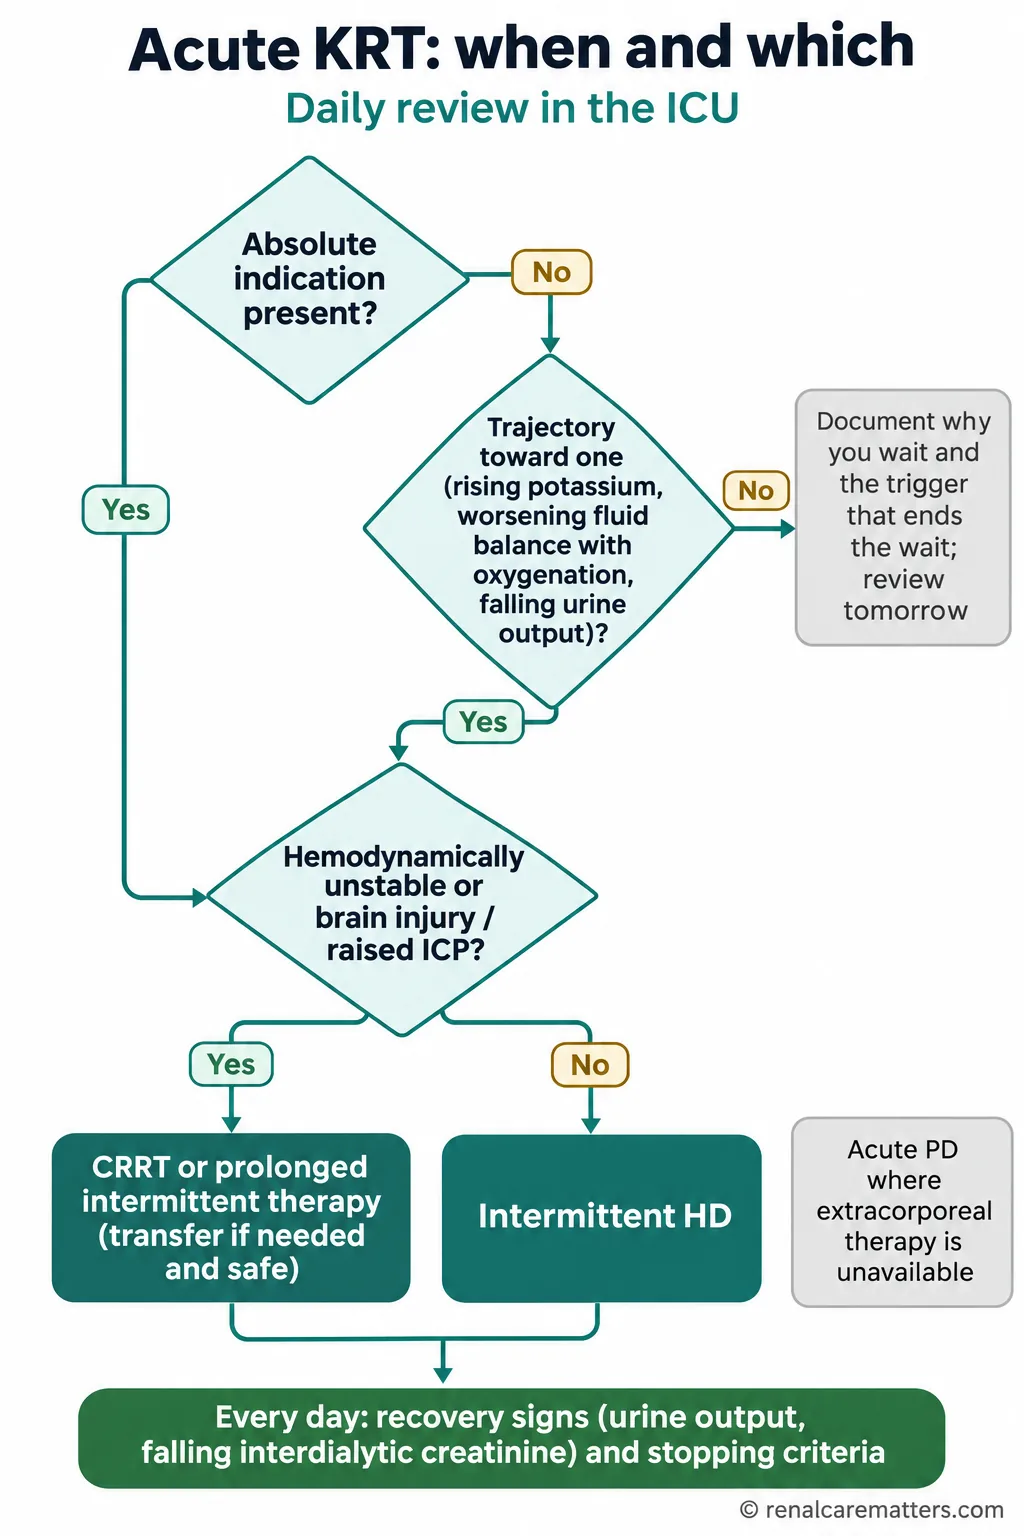 Acute KRT: when and which
Daily review in the ICU
Absolute
indication
present?
No
Yes
Trajectory
toward one
(rising potassium,
worsening fluid
balance with
oxygenation,
falling urine
output)?
No
Document why
you wait and
the trigger
that ends
the wait;
review
tomorrow
Yes
Hemodynamically
unstable or
brain injury /
raised ICP?
Yes
No
CRRT or prolonged
intermittent therapy
(transfer if needed
and safe)
Intermittent HD
Acute PD
where
extracorporeal
therapy is
unavailable
Every day: recovery signs (urine output,
falling interdialytic creatinine) and stopping criteria
© renalcarematters.com